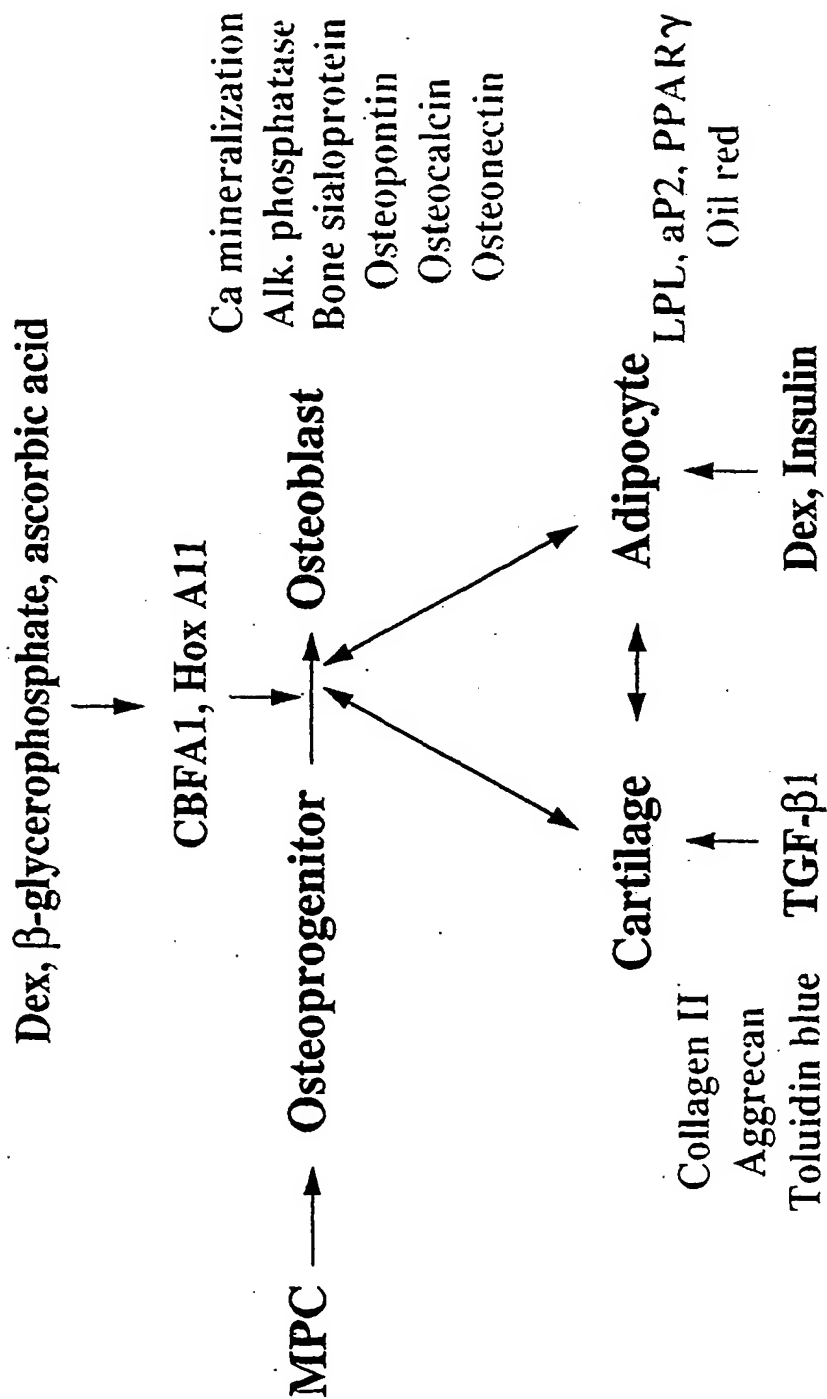 Dex, β-glycerophosphate, ascorbic acid
CBFA1, Hox A11
MPC
Osteoprogenitor
Osteoblast
Ca mineralization
Alk. phosphatase
Bone sialoprotein
Osteopontin
Osteocalcin
Osteonectin
Cartilage
Adipocyte
LPL, aP2, PPARγ
Oil red
Collagen II
Aggrecan
Toluidin blue
TGF-β1
Dex, Insulin